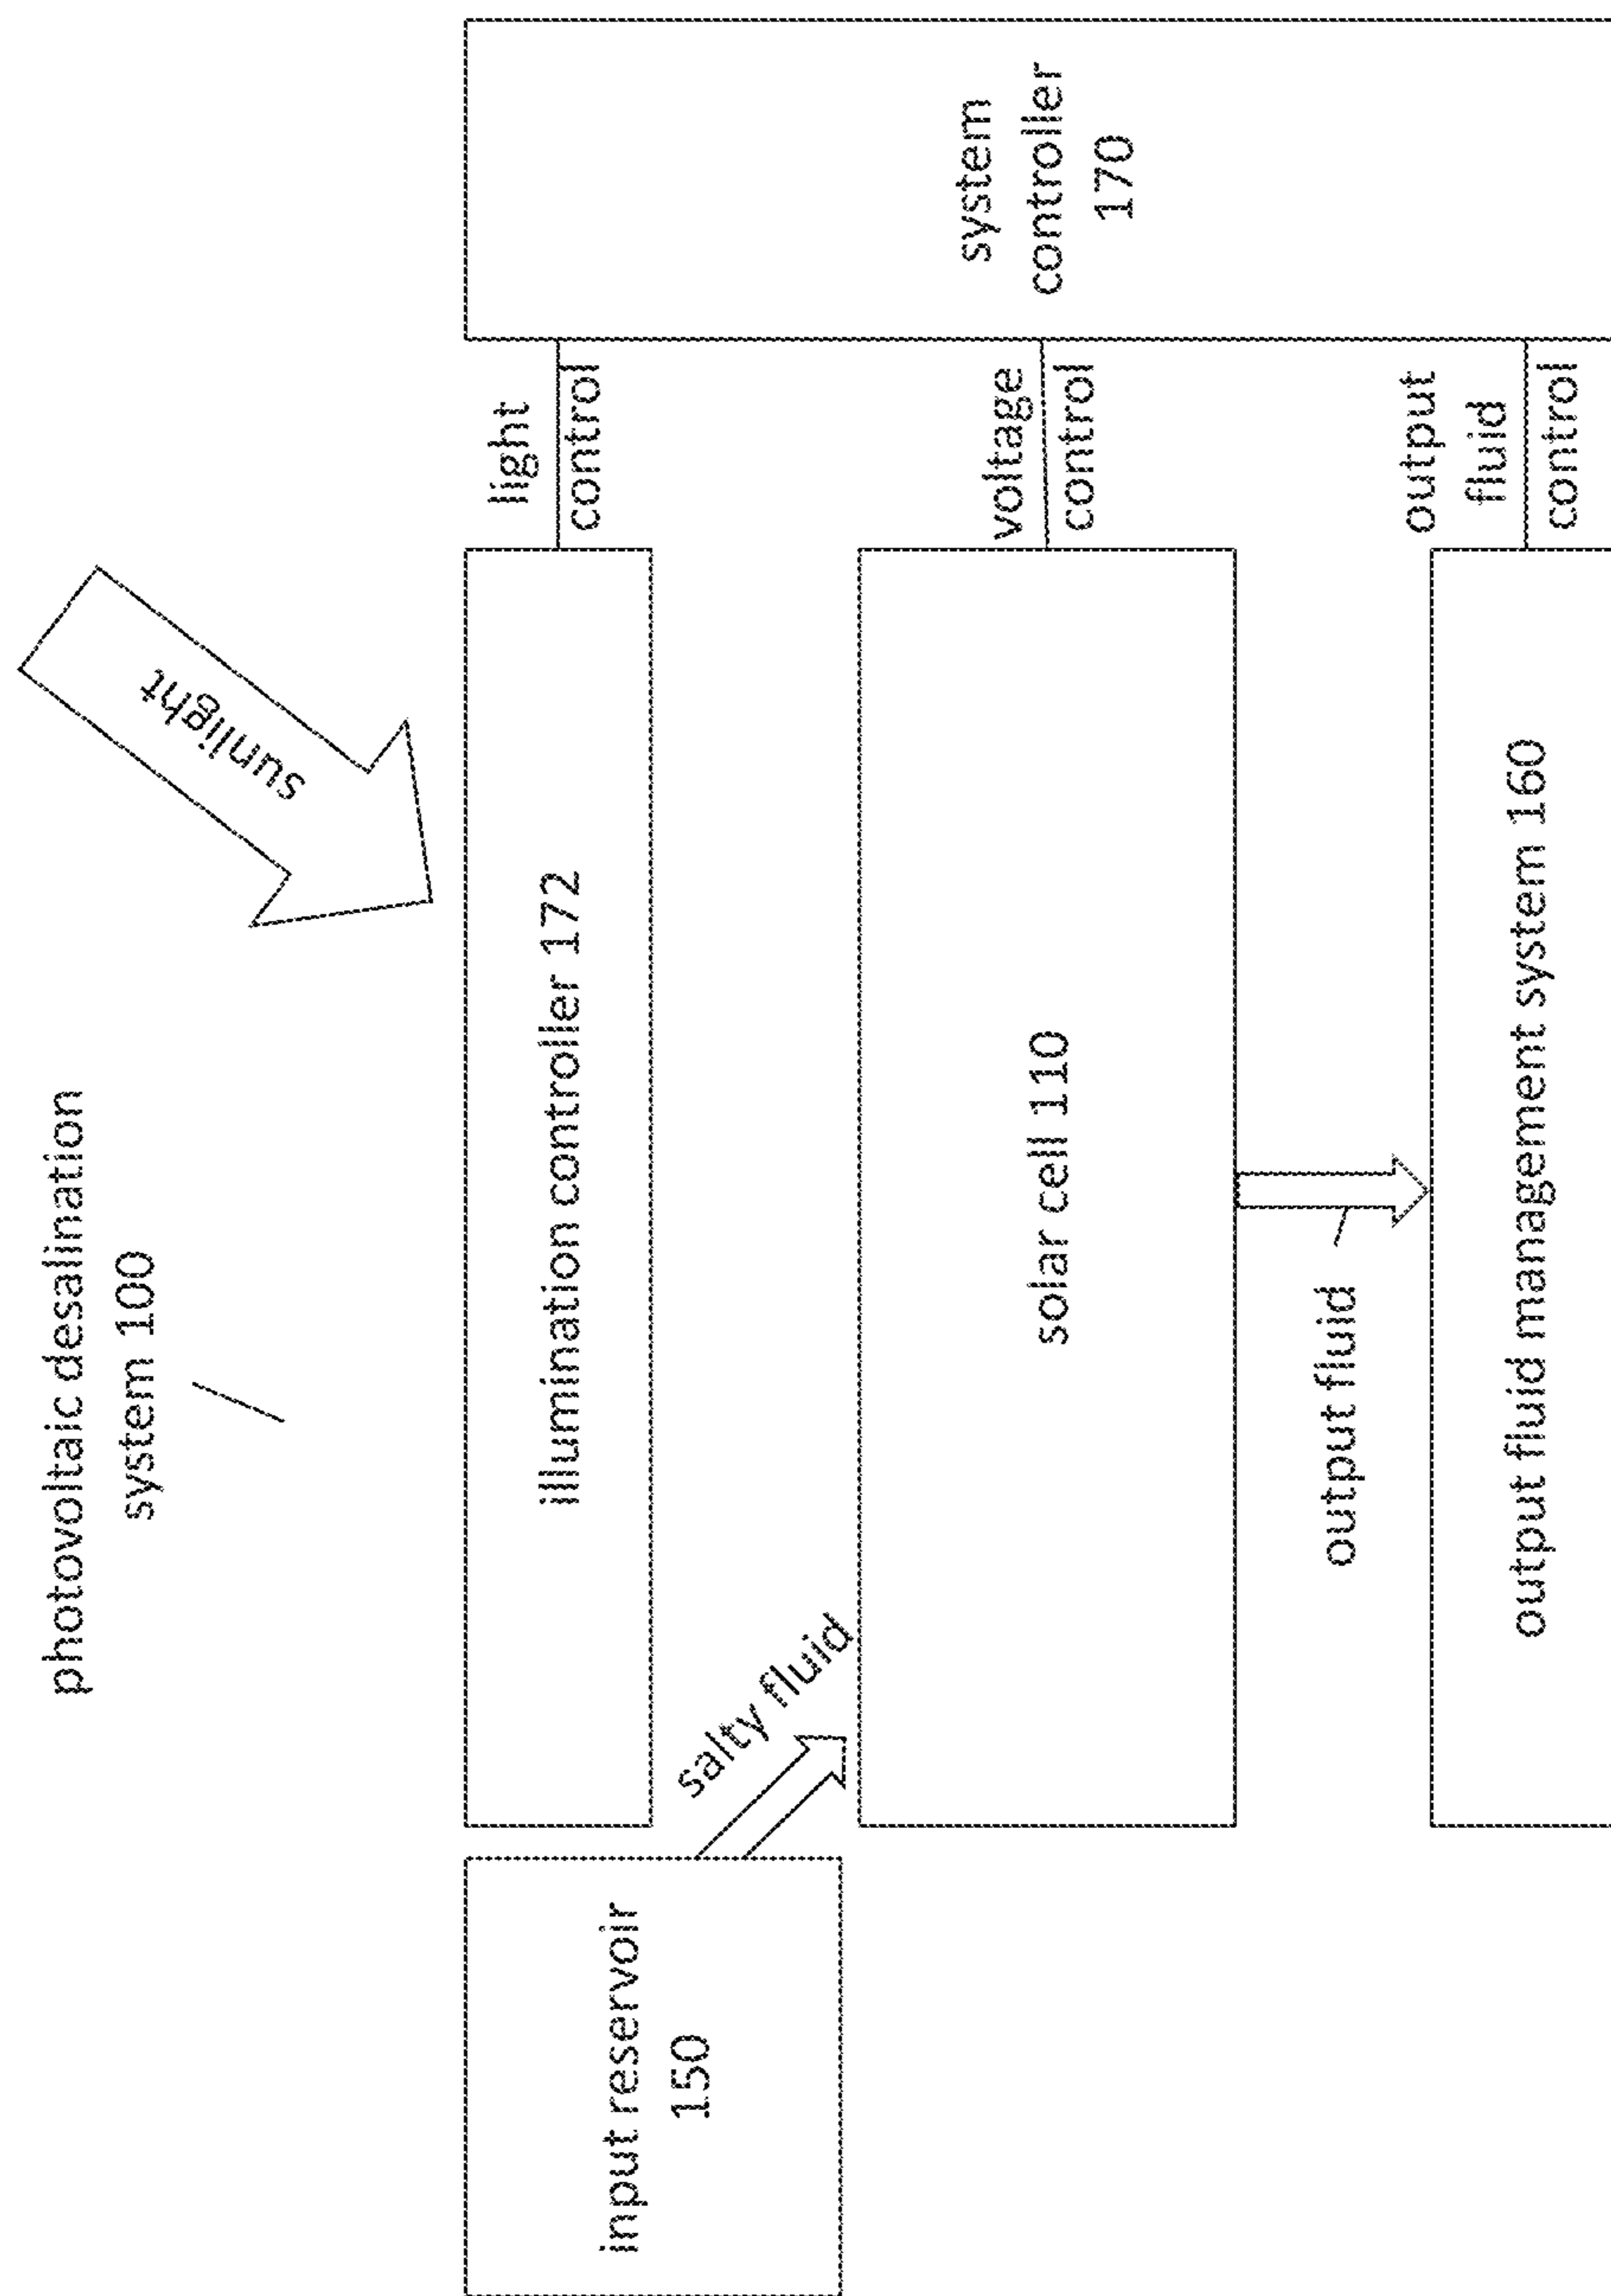 photovoltaic desalination
system 100
sunlight
input reservoir
150
illumination controller 172
light
control
system
controller
170
salty fluid
solar cell 110
voltage
control
output fluid
output
fluid
control
output fluid management system 160